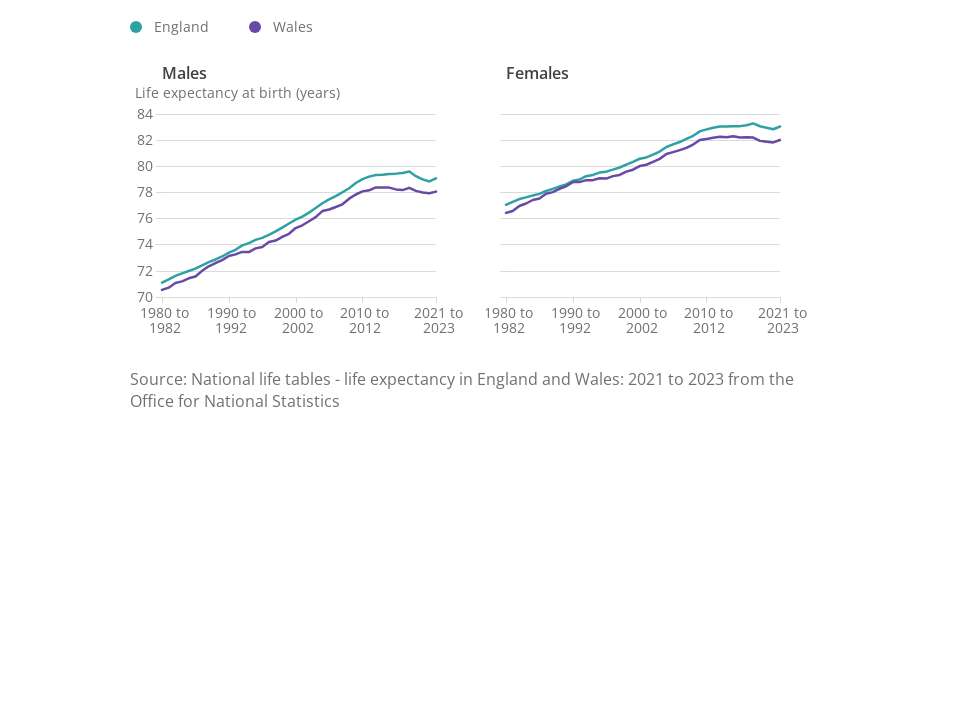 England
Wales
Males
Life expectancy at birth (years)
84
82
80
78
76
74
72
70
1980 to
1982
1990 to
1992
2000 to
2002
2010 to
2012
2021 to
2023
Females
1980 to
1982
1990 to
1992
2000 to
2002
2010 to
2012
2021 to
2023
Source: National life tables - life expectancy in England and Wales: 2021 to 2023 from the
Office for National Statistics